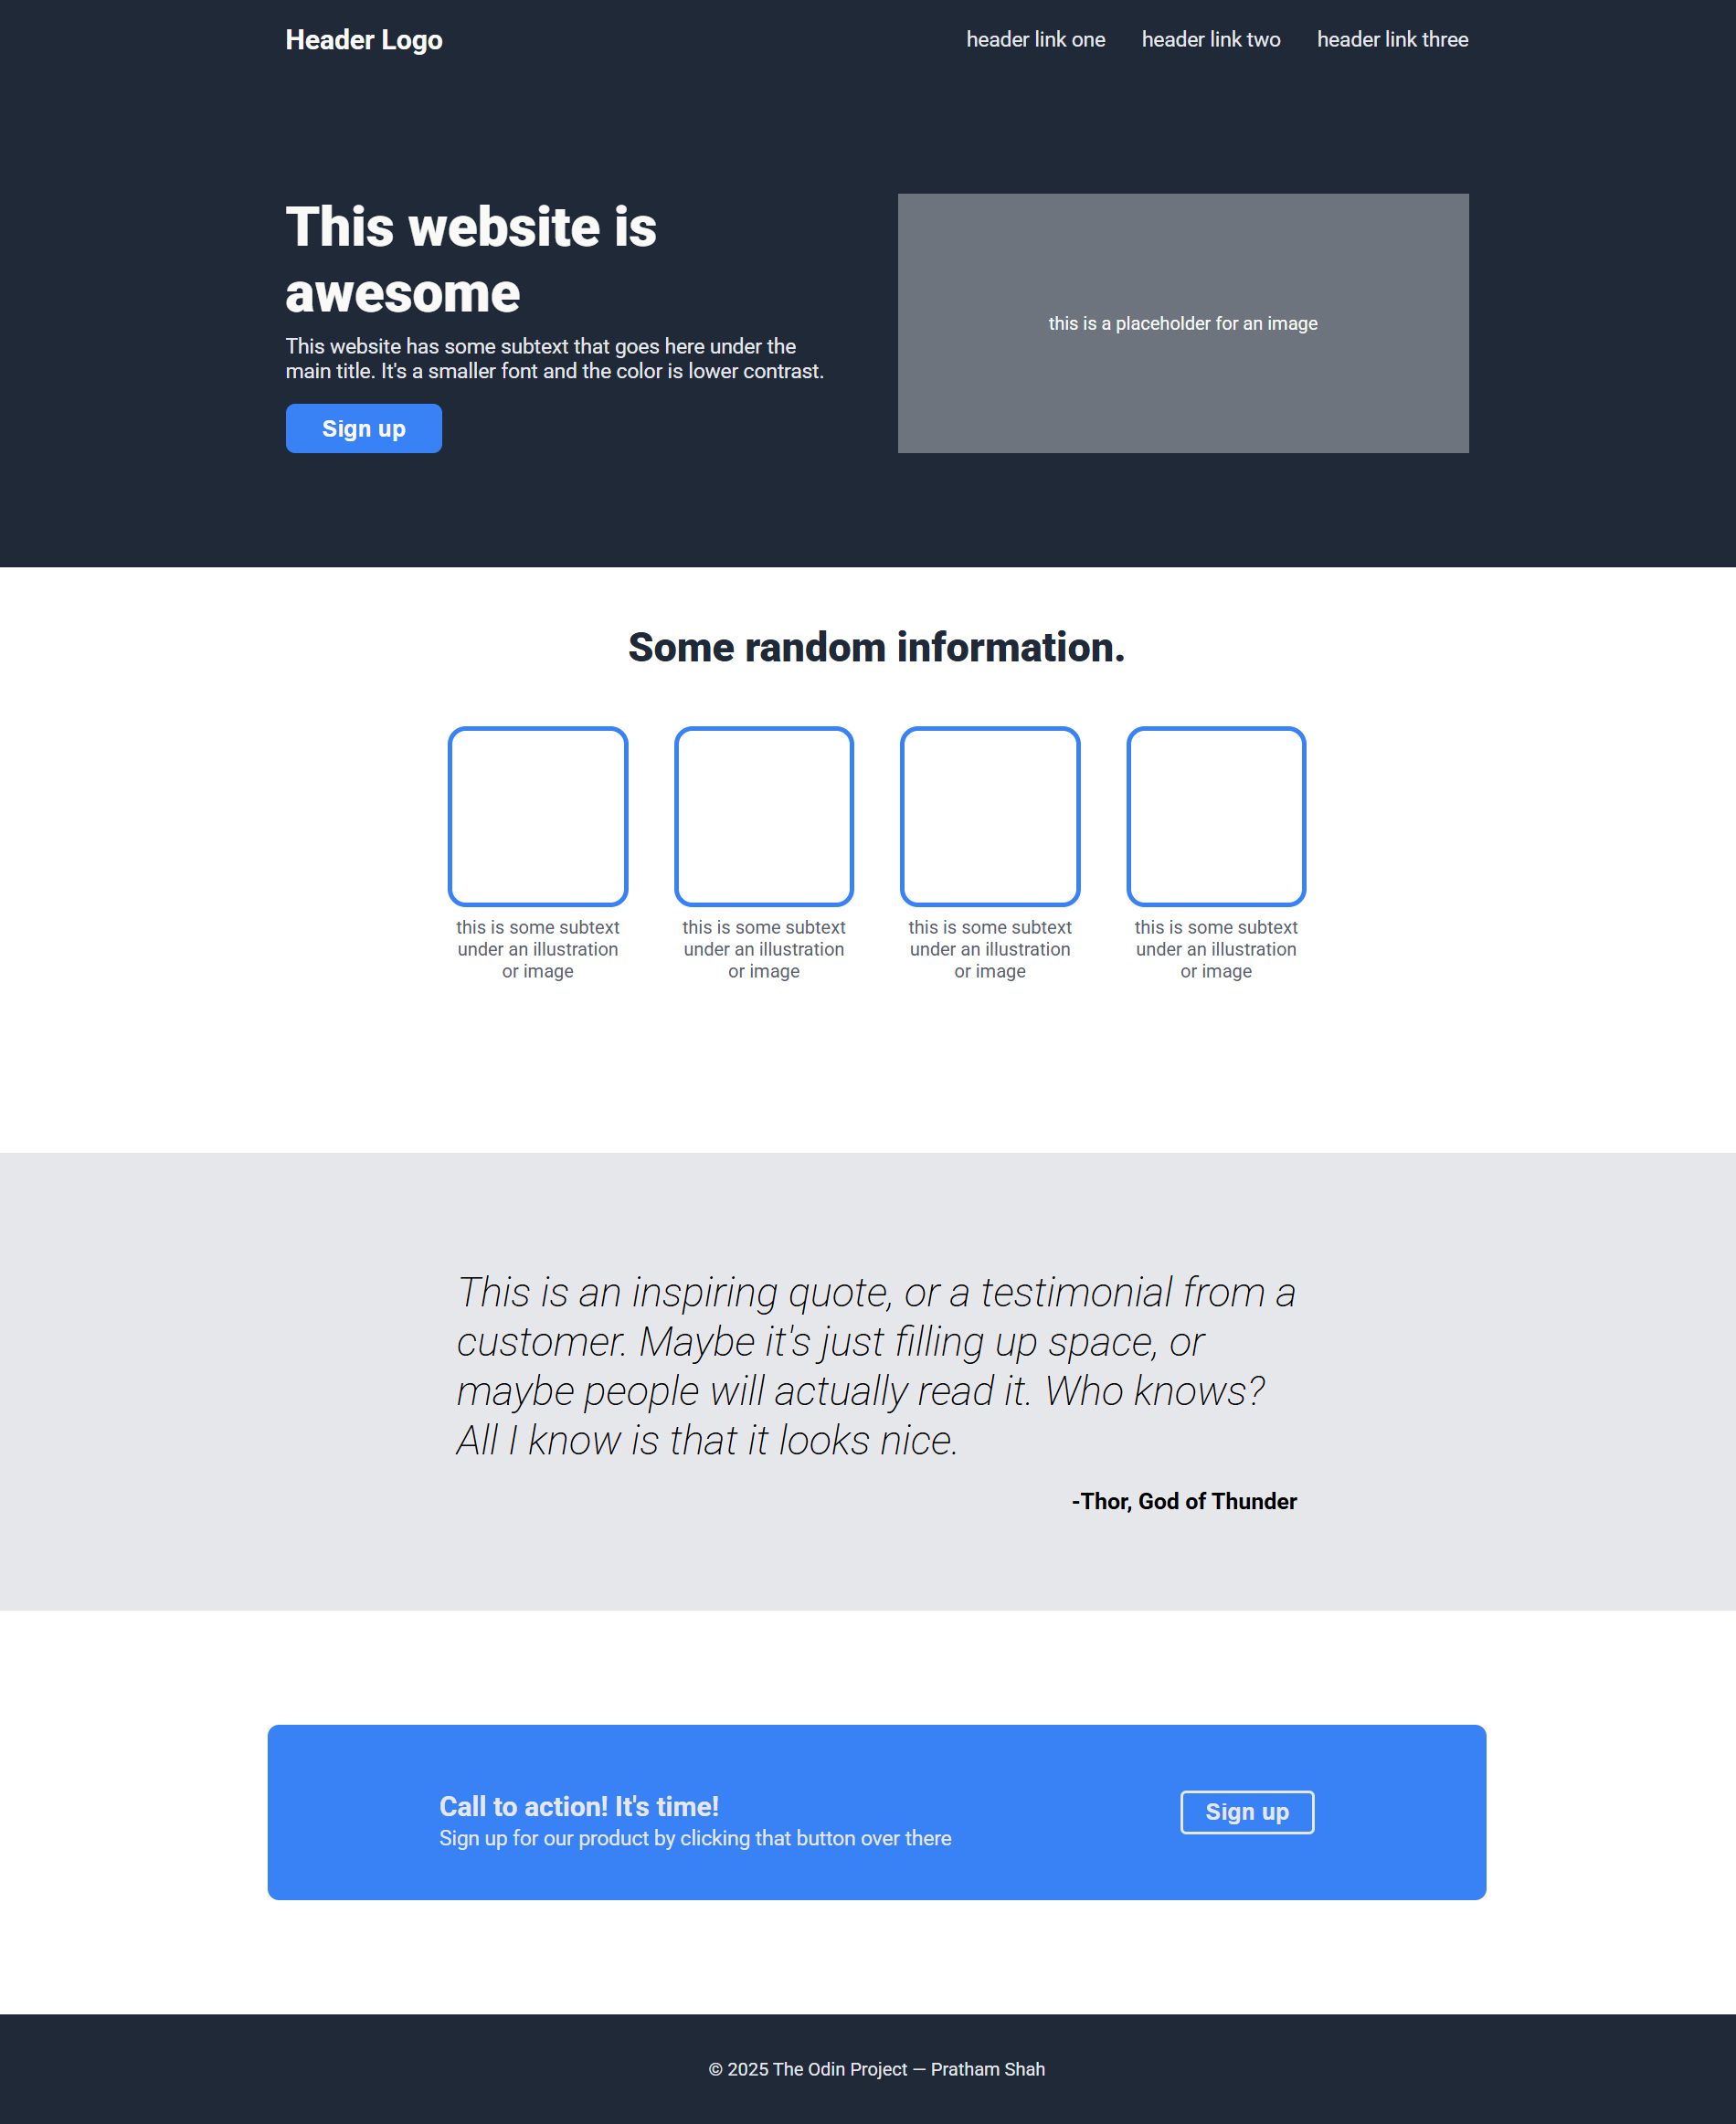 Header Logo
header link one
header link two
header link three
This website is
awesome
This website has some subtext that goes here under the
main title. It's a smaller font and the color is lower contrast.
Sign up
this is a placeholder for an image
Some random information.
this is some subtext
under an illustration
or image
this is some subtext
under an illustration
or image
this is some subtext
under an illustration
or image
this is some subtext
under an illustration
or image
This is an inspiring quote, or a testimonial from a
customer. Maybe it's just filling up space, or
maybe people will actually read it. Who knows?
All I know is that it looks nice.
-Thor, God of Thunder
Call to action! It's time!
Sign up for our product by clicking that button over there
Sign up
© 2025 The Odin Project — Pratham Shah